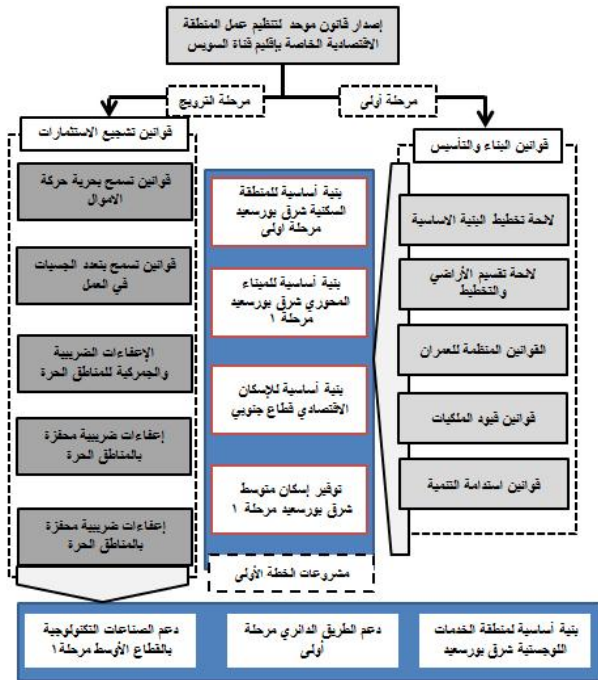 إصدار قانون موحد لتنظيم عمل المنطقة
الاقتصادية الخاصة بإقليم قناة السويس
مرحلة أولى
مرحلة الترويج
قوانين البناء والتأسيس
لائحة تخطيط البنية الاساسية
لائحة تقسيم الأراضي
والتخطيط
القوانين المنظمة للعمران
قوانين قيود الملكيات
قوانين استدامة التنمية
بنية أساسية للمنطقة
السكنية شرق بورسعيد
مرحلة اولى
بنية أساسية للميناء
المحوري شرق بورسعيد
مرحلة ١
بنية أساسية للإسكان
الاقتصادي قطاع جنوبي
توفير إسكان متوسط
شرق بورسعيد مرحلة ١
مشروعات الخطة الأولى
قوانين تشجيع الاستثمارات
قوانين تسمح بحرية حركة
الاموال
قوانين تسمح بتعدد الجسيات
في العمل
الإعفاءات الضريبية
والجمركية للمناطق الحرة
إعفاءات ضريبية محفزة
بالمناطق الحرة
إعفاءات ضريبية محفزة
بالمناطق الحرة
بنية أساسية لمنطقة الخدمات
اللوجستية شرق بورسعيد
دعم الطريق الدائري مرحلة
أولى
دعم الصناعات التكنولوجية
بالقطاع الأوسط مرحلة١